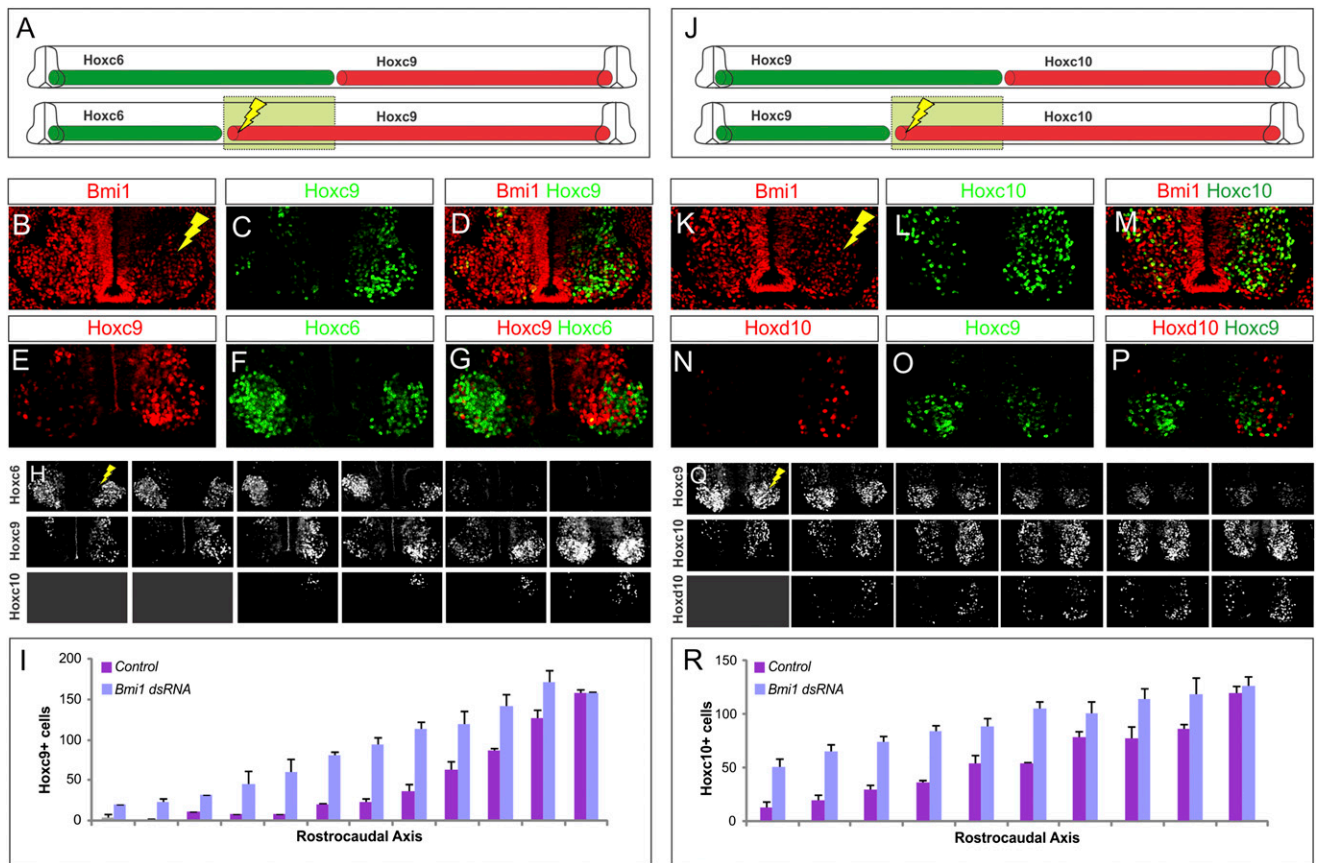 A
Hoxc6 Hoxc9
Hoxc6 Hoxc9
J
Hoxc9 Hoxc10
Hoxc9 Hoxc10
Bmi1 Hoxc9 Bmi1 Hoxc9
B C D
Hoxc9 Hoxc6 Hoxc9 Hoxc6
E F G
Bmi1 Hoxc10 Bmi1 Hoxc10
K L M
Hoxd10 Hoxc9 Hoxd10 Hoxc9
N O P
H
Hoxc6
Hoxc9
Hoxc10
Q
Hoxc9
Hoxc10
Hoxd10
I
Hoxc9+ cells
200
150
100
50
0
Control
Bmi1 dsRNA
Rostrocaudal Axis
R
Hoxc10+ cells
150
100
50
0
Control
Bmi1 dsRNA
Rostrocaudal Axis